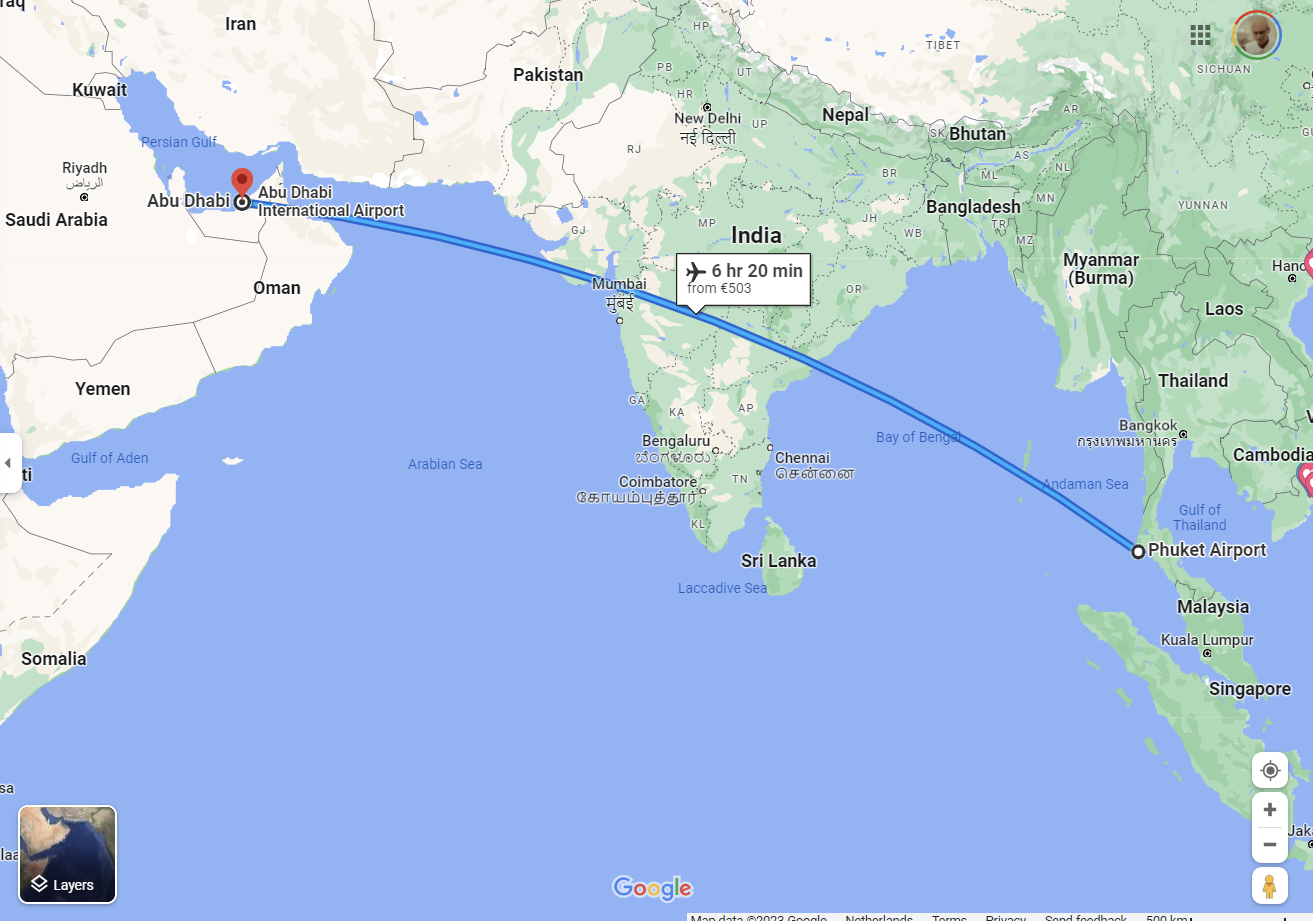 Iran
Kuwait
Pakistan
HP
TIBET
SICHUAN
PB
UT
HR
New Delhi
नई दिल्ली
UP
Nepal
AR
SK
Bhutan
Persian Gulf
RJ
AS
NL
ML
BR
Riyadh
الرياض
Saudi Arabia
Abu Dhabi
Abu Dhabi
International Airport
MN
Bangladesh
YUNNAN
GJ
MP
JH
WB
TR
MZ
India
Myanmar
(Burma)
6 hr 20 min
from €503
Mumbai
मुंबई
OR
Oman
Laos
Yemen
Thailand
GA
KA
AP
Bengaluru
ಬೆಂಗಳೂರು
Bay of Bengal
Bangkok
กรุงเทพมหานคร
Cambodia
Gulf of Aden
Arabian Sea
Chennai
சென்னை
Coimbatore
கோயம்புத்தூர்
TN
KL
Andaman Sea
Gulf of
Thailand
Phuket Airport
Sri Lanka
Laccadive Sea
Malaysia
Kuala Lumpur
Singapore
Somalia
Layers
Google
Map data ©2023 Google
Netherlands
Terms
Privacy
Send feedback
500 km